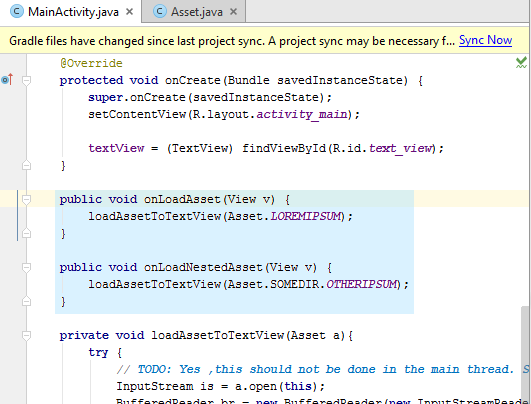 MainActivity.java × Asset.java ×
Gradle files have changed since last project sync. A project sync may be necessary f... Sync Now
@Override
protected void onCreate(Bundle savedInstanceState) {
super.onCreate(savedInstanceState);
setContentView(R.layout.activity_main);
textView = (TextView) findViewById(R.id.text_view);
}
public void onLoadAsset(View v) {
loadAssetToTextView(Asset.LOREMIPSUM);
}
public void onLoadNestedAsset(View v) {
loadAssetToTextView(Asset.SOMEDIR.OTHERIPSUM);
}
private void loadAssetToTextView(Asset a){
try {
// TODO: Yes ,this should not be done in the main thread. S
InputStream is = a.open(this);
BufferedReader br = new BufferedReader(new InputStreamReade